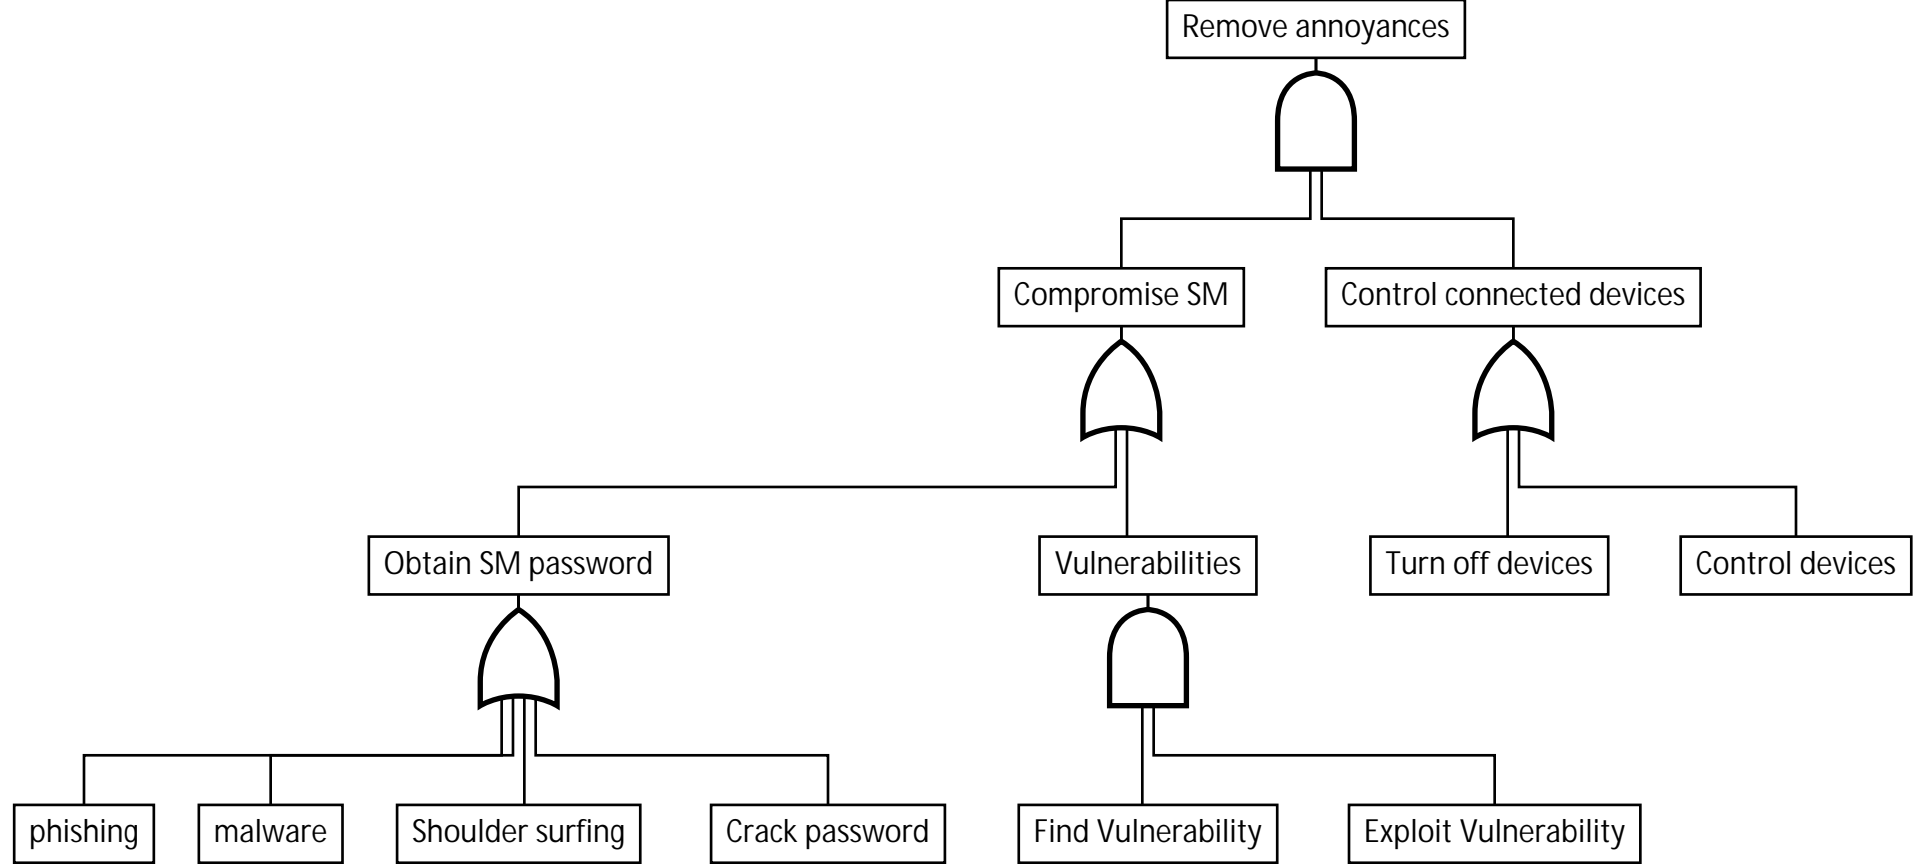 Remove annoyances
Compromise SM
Control connected devices
Obtain SM password
Vulnerabilities
Turn off devices
Control devices
phishing
malware
Shoulder surfing
Crack password
Find Vulnerability
Exploit Vulnerability